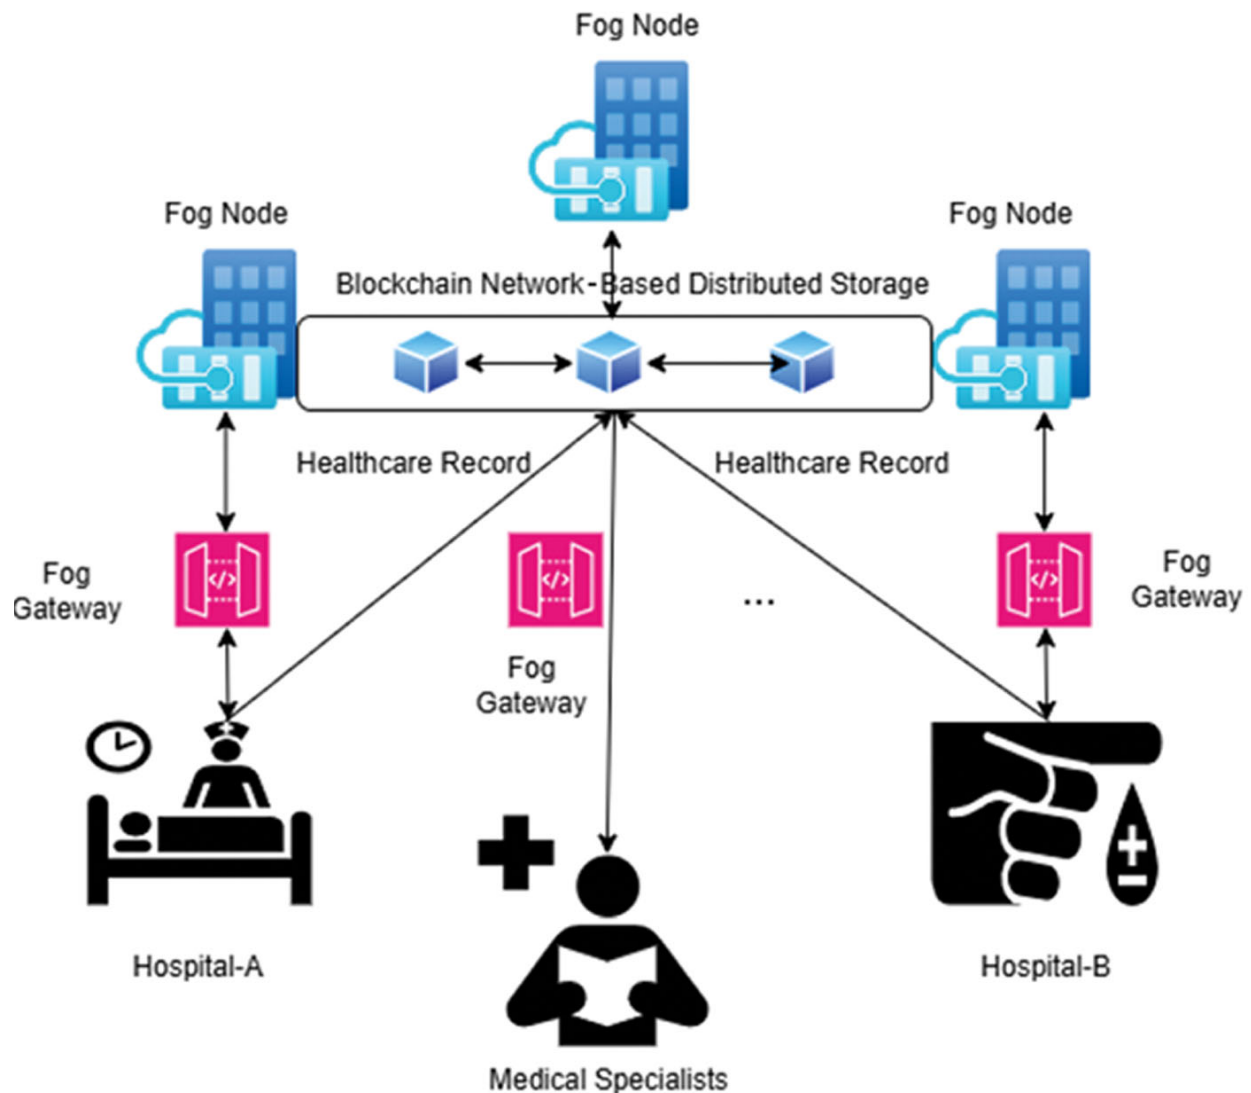 Fog Node
Fog Node
Fog Node
Blockchain Network-Based Distributed Storage
Healthcare Record
Healthcare Record
Fog
Gateway
</>
</>
</>
Fog
Gateway
...
Fog
Gateway
Hospital-A
Hospital-B
Medical Specialists